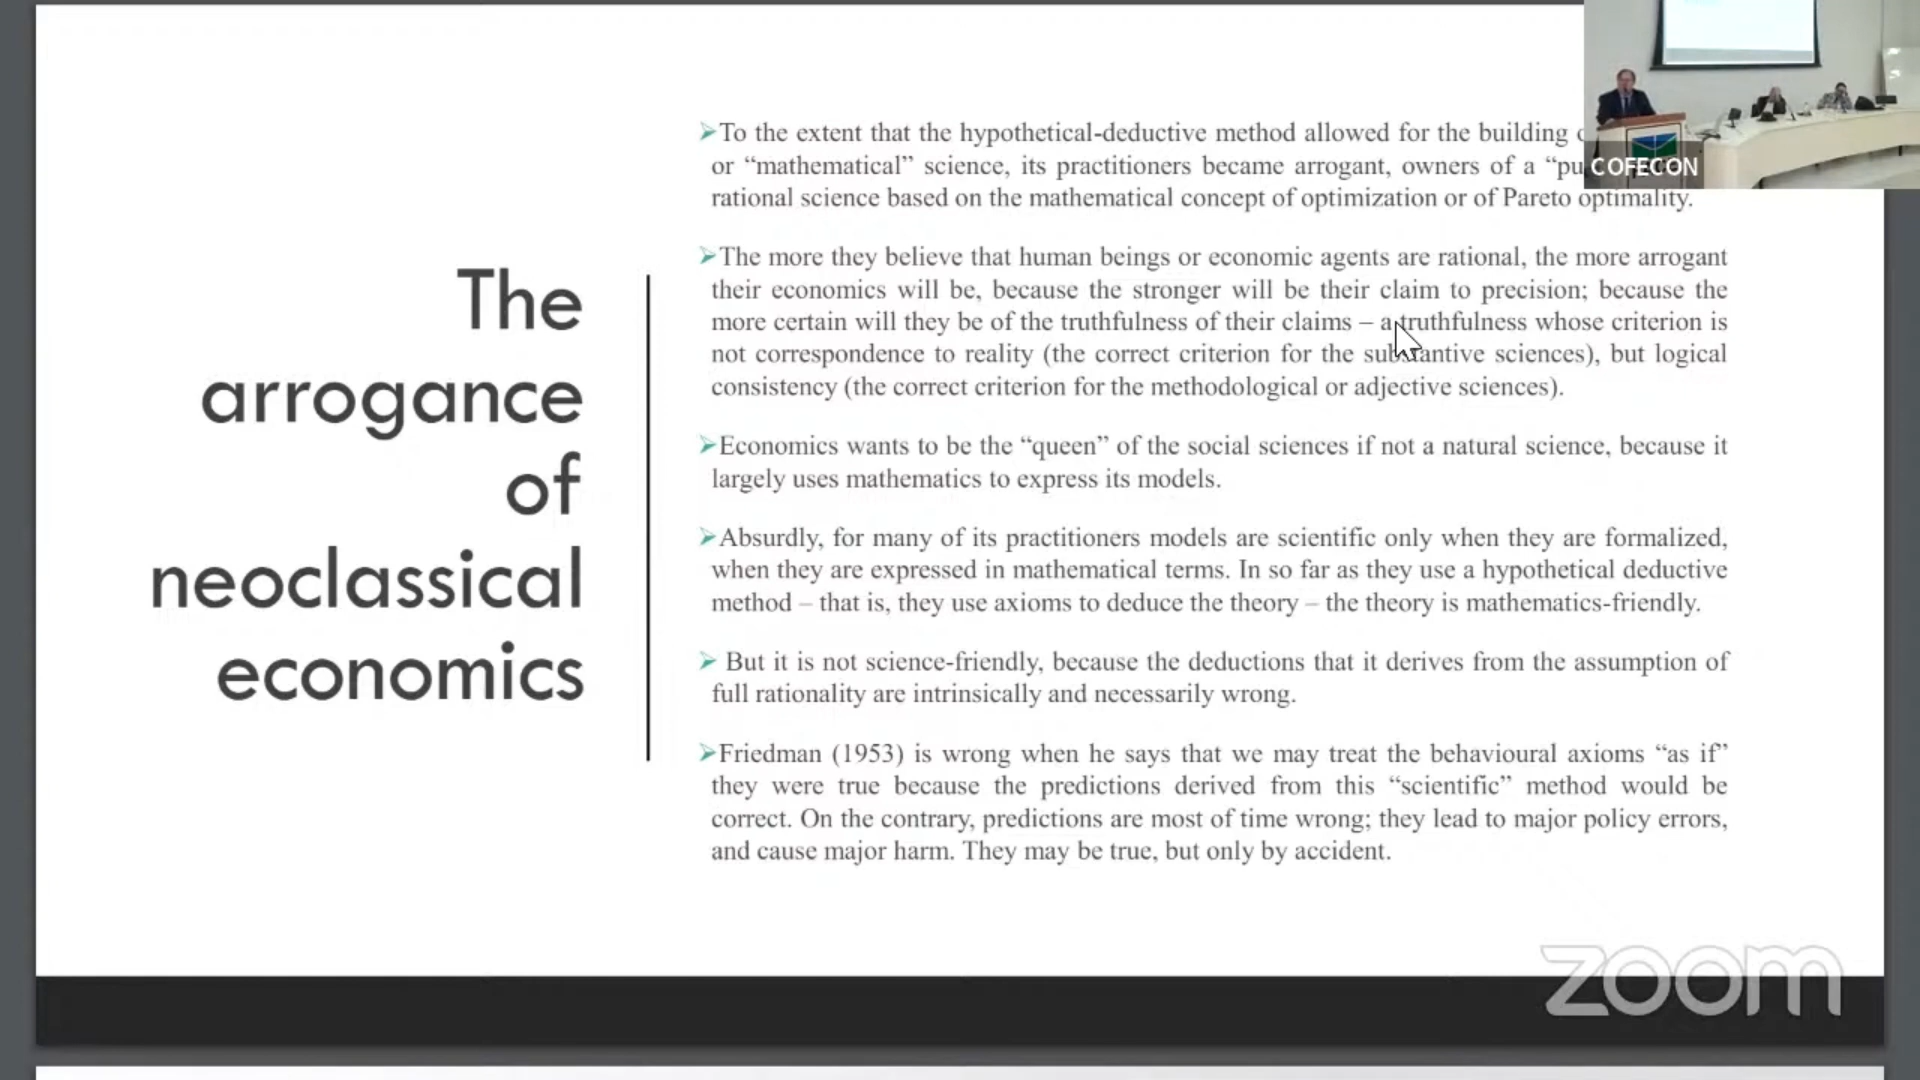 The
arrogance
of
neoclassical
economics
➢To the extent that the hypothetical-deductive method allowed for the building
or “mathematical” science, its practitioners became arrogant, owners of a
rational science based on the mathematical concept of optimization or of Pareto optimality.
➢The more they believe that human beings or economic agents are rational, the more arrogant
their economics will be, because the stronger will be their claim to precision; because the
more certain will they be of the truthfulness of their claims – a truthfulness whose criterion is
not correspondence to reality (the correct criterion for the substantive sciences), but logical
consistency (the correct criterion for the methodological or adjective sciences).
➢Economics wants to be the “queen” of the social sciences if not a natural science, because it
largely uses mathematics to express its models.
➢Absurdly, for many of its practitioners models are scientific only when they are formalized,
when they are expressed in mathematical terms. In so far as they use a hypothetical deductive
method – that is, they use axioms to deduce the theory – the theory is mathematics-friendly.
➢ But it is not science-friendly, because the deductions that it derives from the assumption of
full rationality are intrinsically and necessarily wrong.
➢Friedman (1953) is wrong when he says that we may treat the behavioural axioms “as if”
they were true because the predictions derived from this “scientific” method would be
correct. On the contrary, predictions are most of time wrong; they lead to major policy errors,
and cause major harm. They may be true, but only by accident.
COFECON
zoom